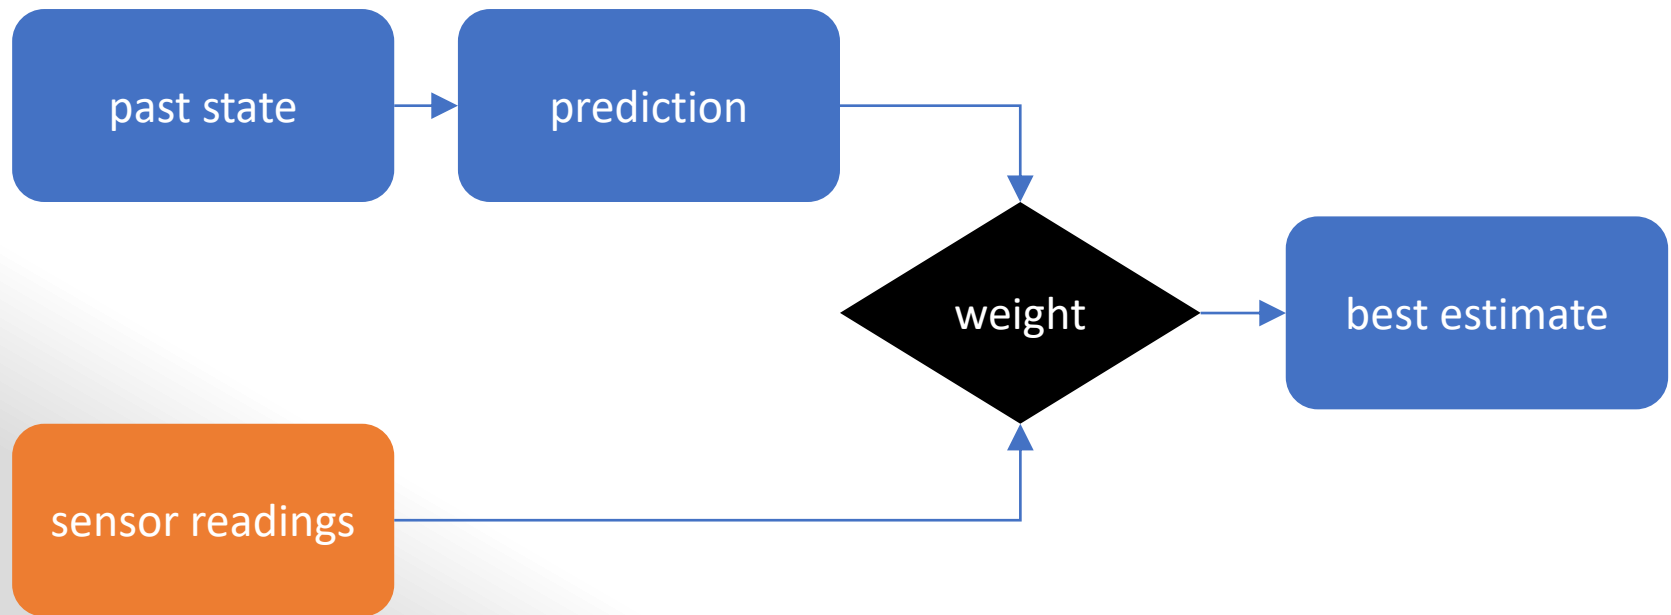 past state
prediction
weight
best estimate
sensor readings